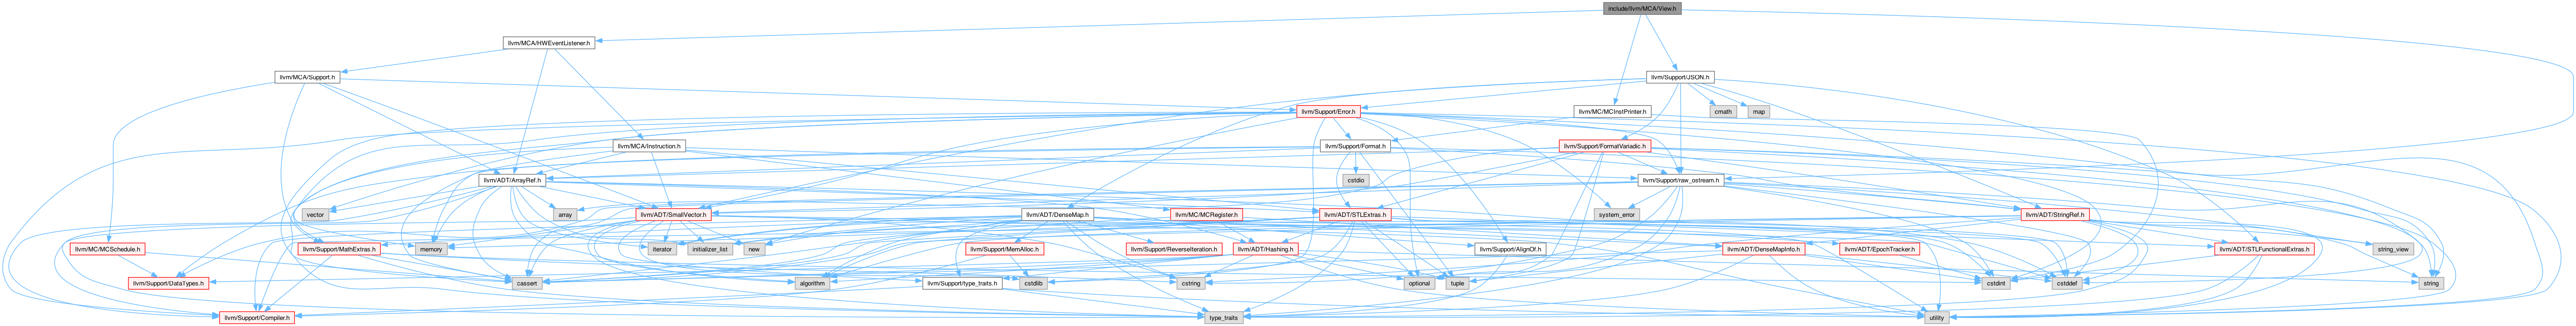 include/llvm/MCA/View.h
llvm/MCA/HWEventListener.h
llvm/MCA/Support.h
llvm/Support/JSON.h
llvm/Support/Error.h
llvm/MC/MCInstPrinter.h
cmath
map
llvm/MCA/Instruction.h
llvm/Support/Format.h
llvm/Support/FormatVariadic.h
llvm/ADT/ArrayRef.h
cstdio
llvm/Support/raw_ostream.h
vector
array
llvm/ADT/SmallVector.h
llvm/MC/MCRegister.h
llvm/ADT/DenseMap.h
llvm/ADT/STLExtras.h
system_error
llvm/ADT/StringRef.h
llvm/MC/MCSchedule.h
llvm/Support/MathExtras.h
memory
iterator
initializer_list
new
llvm/Support/MemAlloc.h
llvm/Support/ReverseIteration.h
llvm/ADT/Hashing.h
llvm/Support/AlignOf.h
llvm/ADT/DenseMapInfo.h
llvm/ADT/EpochTracker.h
llvm/ADT/STLFunctionalExtras.h
string_view
llvm/Support/DataTypes.h
cassert
algorithm
llvm/Support/type_traits.h
cstdlib
cstring
optional
tuple
cstdint
cstddef
string
llvm/Support/Compiler.h
type_traits
utility